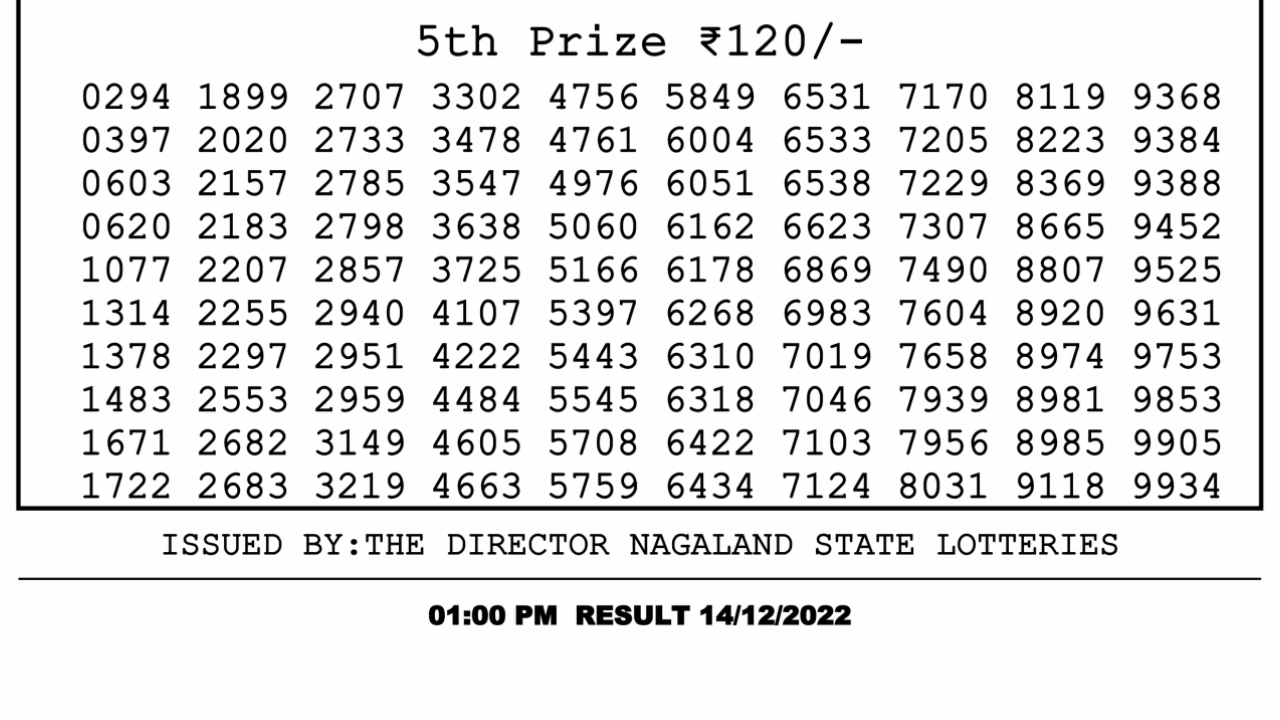 5th Prize ₹120/-
0294 1899 2707 3302 4756 5849 6531 7170 8119 9368
0397 2020 2733 3478 4761 6004 6533 7205 8223 9384
0603 2157 2785 3547 4976 6051 6538 7229 8369 9388
0620 2183 2798 3638 5060 6162 6623 7307 8665 9452
1077 2207 2857 3725 5166 6178 6869 7490 8807 9525
1314 2255 2940 4107 5397 6268 6983 7604 8920 9631
1378 2297 2951 4222 5443 6310 7019 7658 8974 9753
1483 2553 2959 4484 5545 6318 7046 7939 8981 9853
1671 2682 3149 4605 5708 6422 7103 7956 8985 9905
1722 2683 3219 4663 5759 6434 7124 8031 9118 9934
ISSUED BY:THE DIRECTOR NAGALAND STATE LOTTERIES
01:00 PM RESULT 14/12/2022